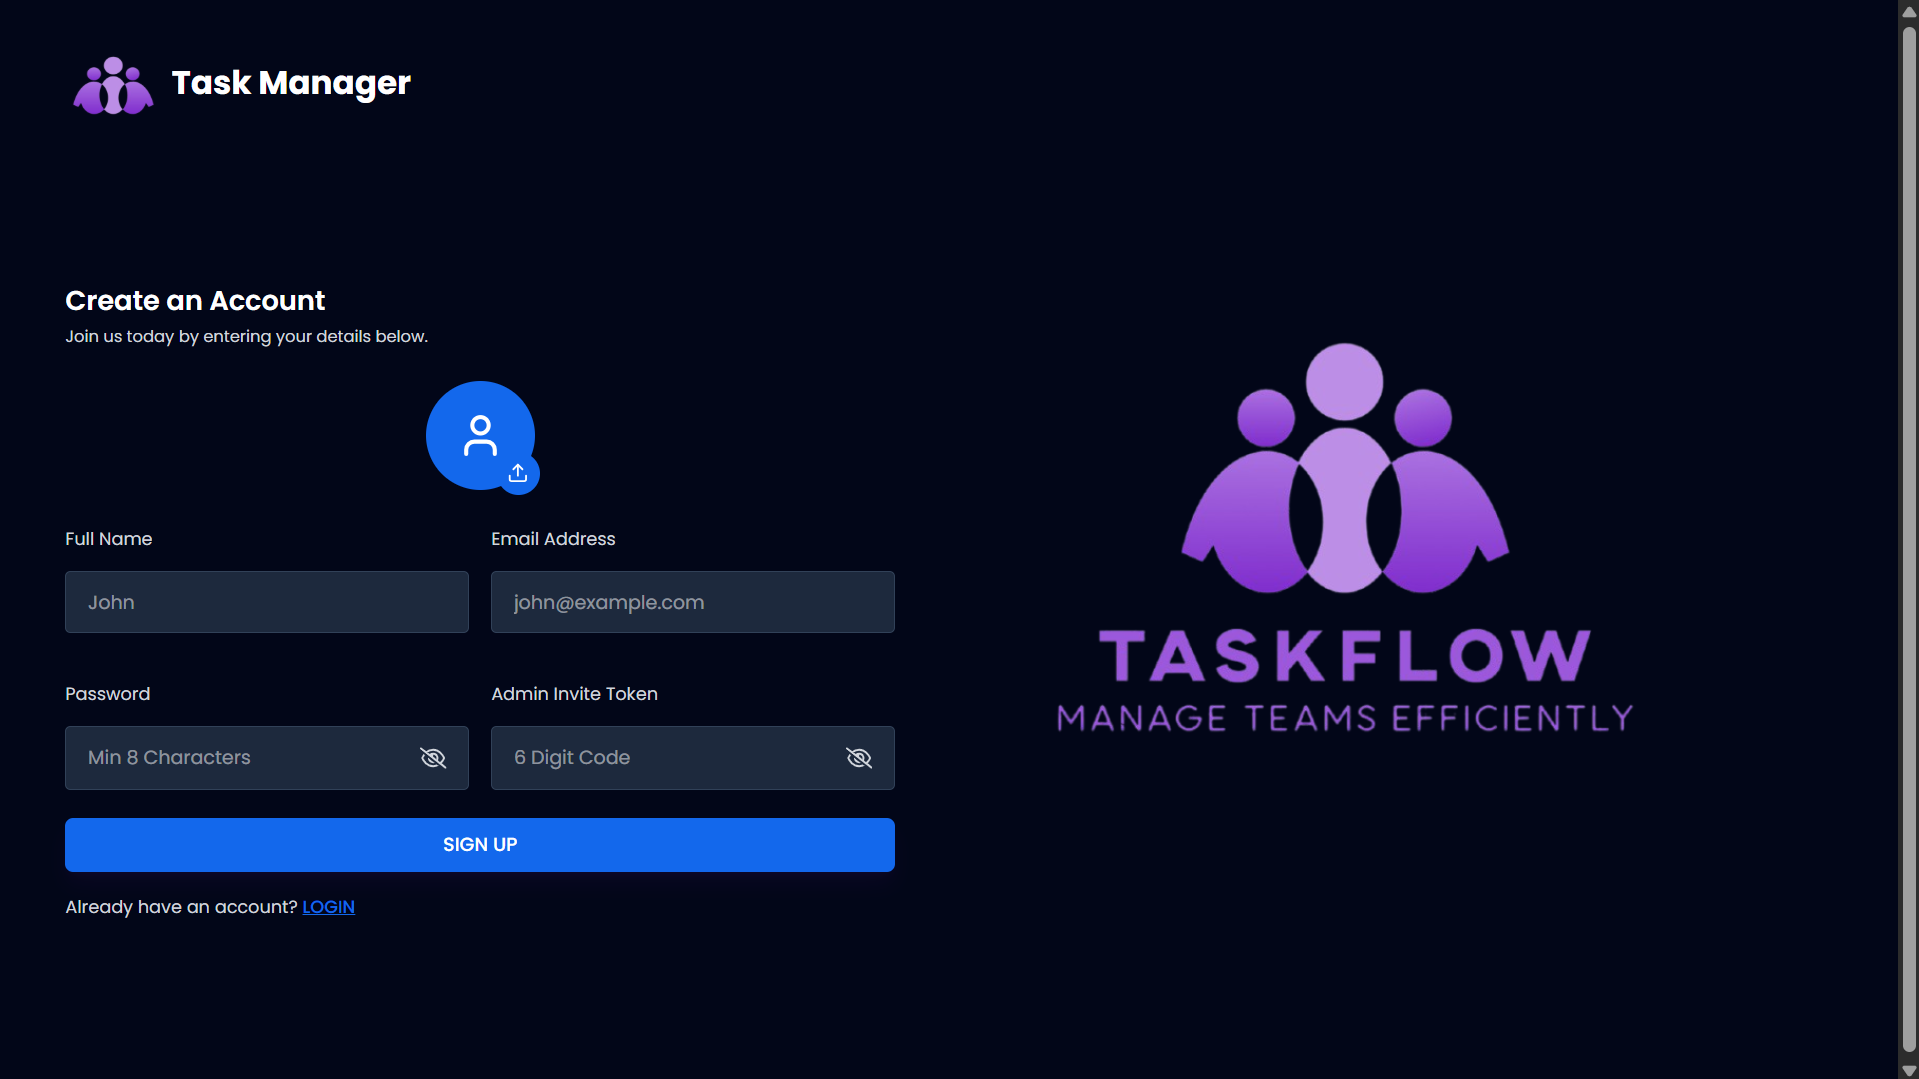 Task Manager
Create an Account
Join us today by entering your details below.
Full Name
Email Address
John
john@example.com
Password
Admin Invite Token
Min 8 Characters
6 Digit Code
SIGN UP
Already have an account? LOGIN
TASKFLOW
MANAGE TEAMS EFFICIENTLY